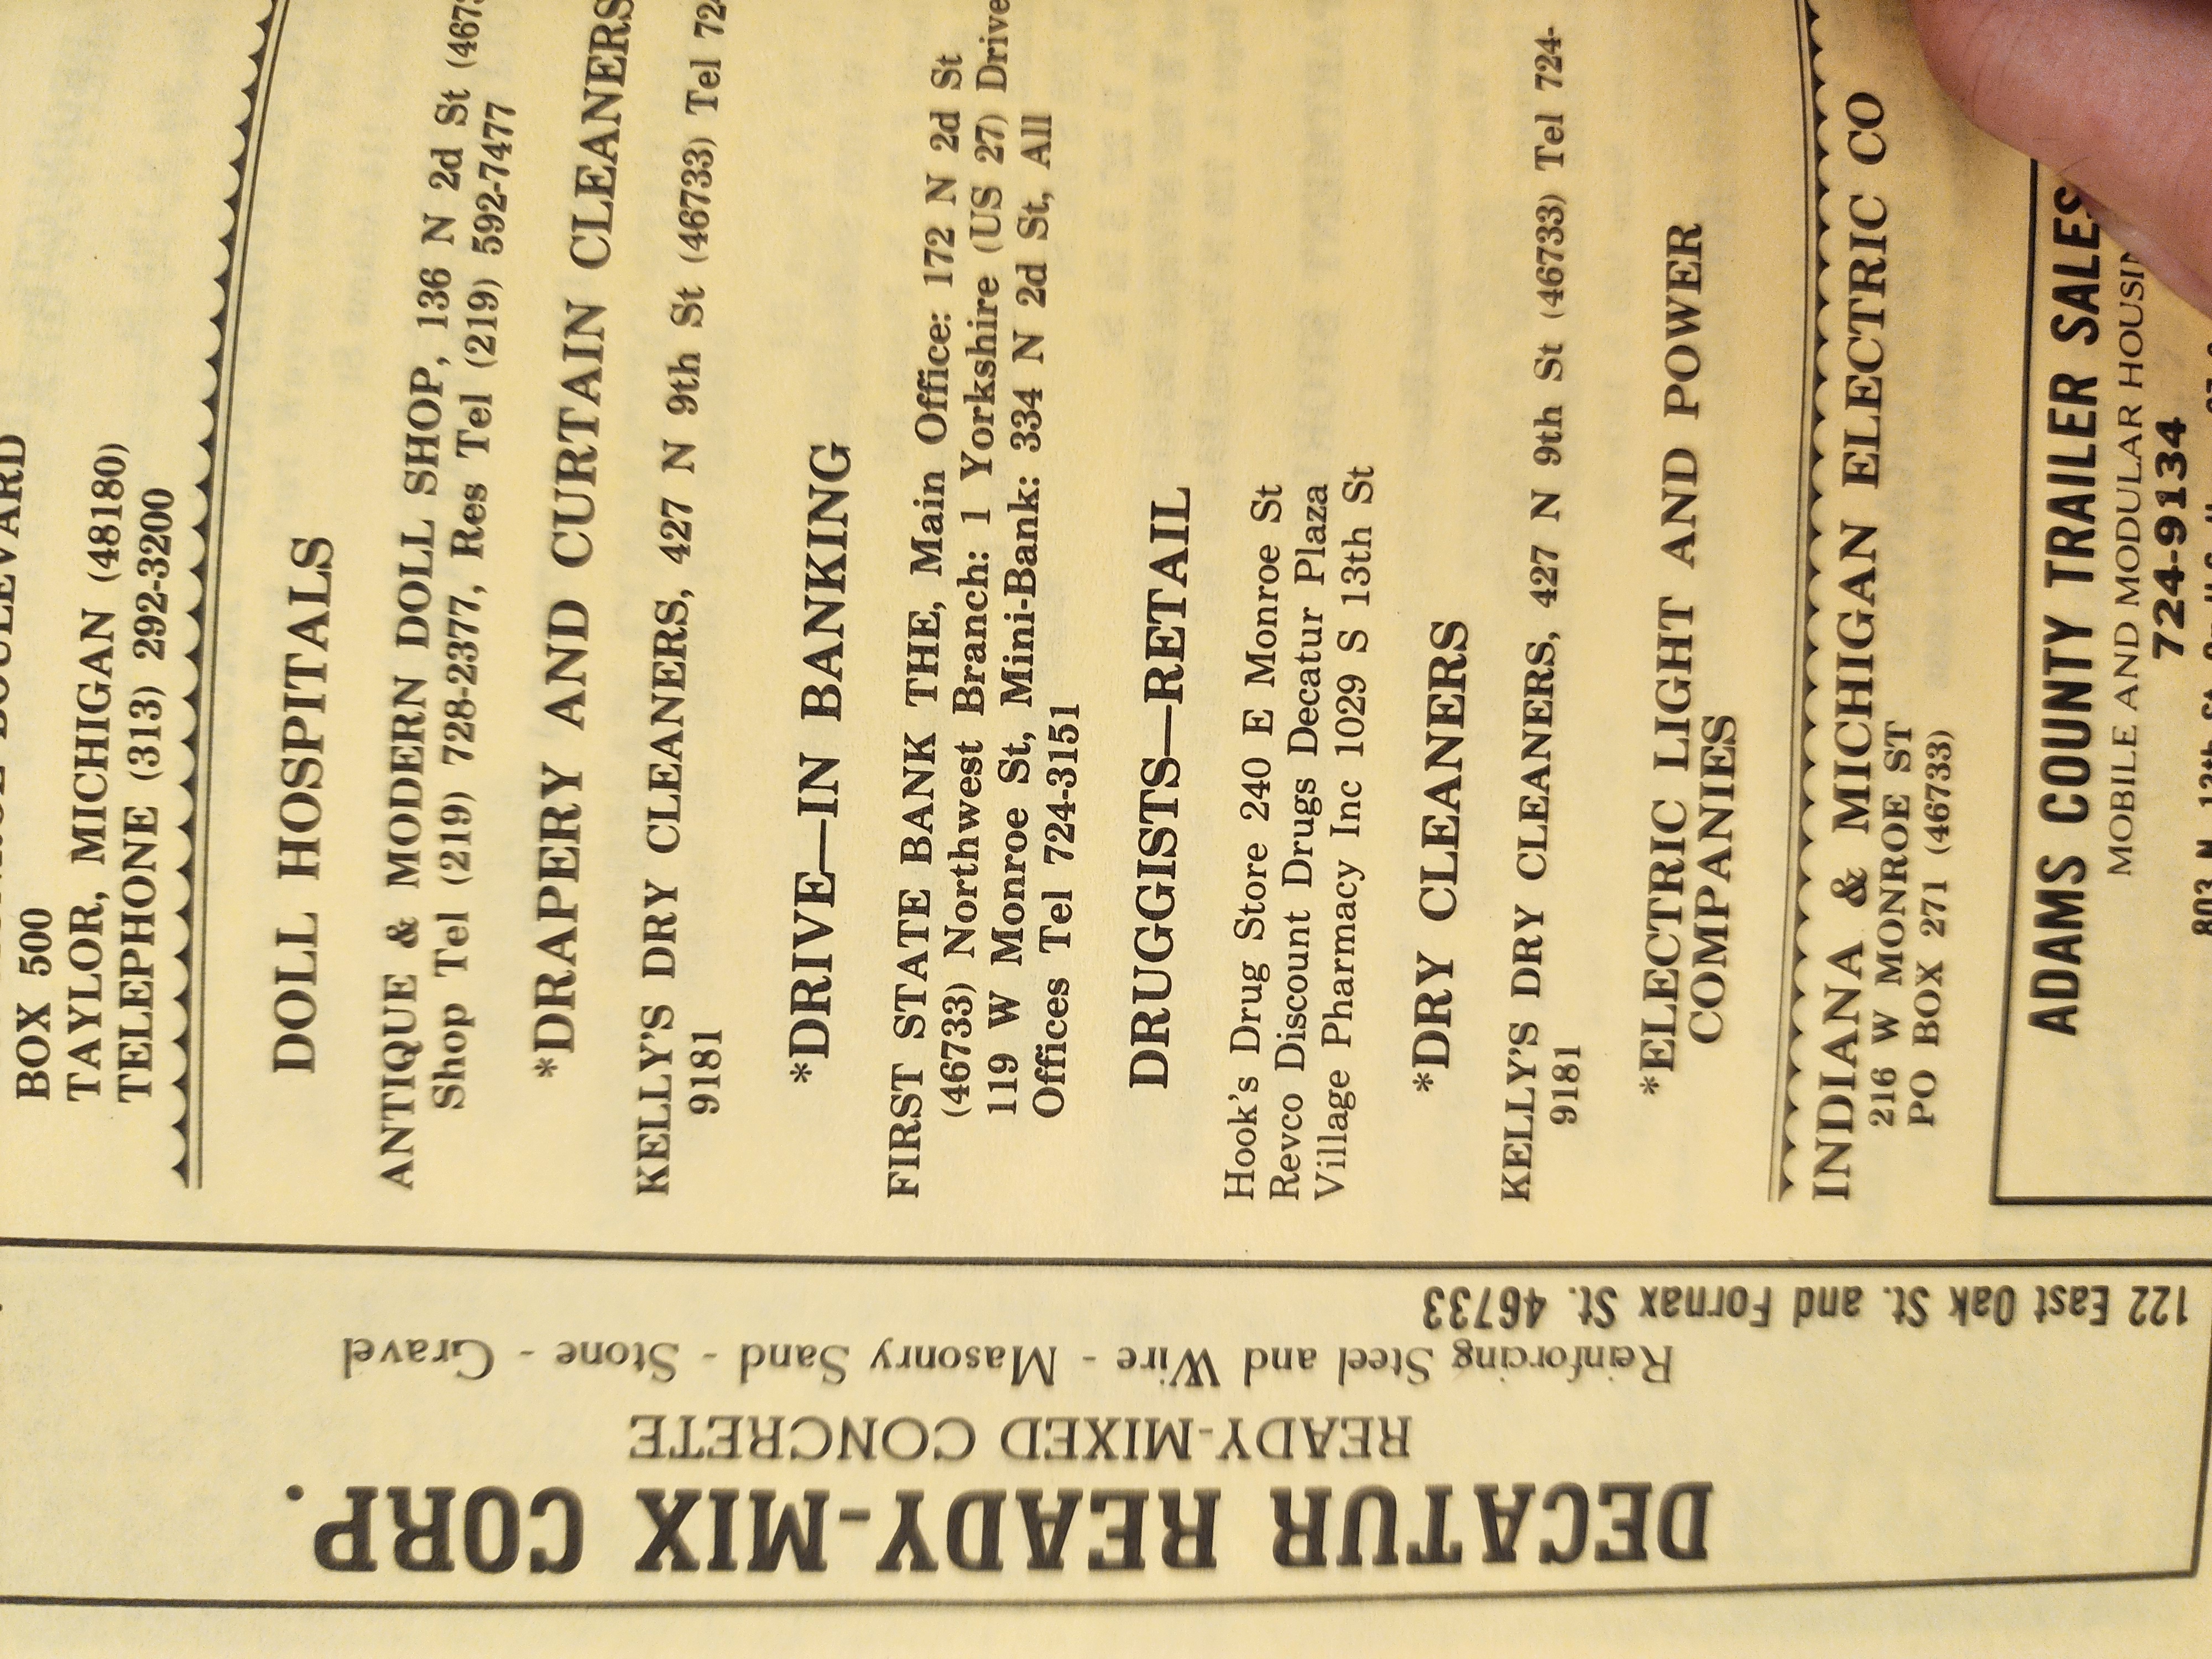 BOX 500
TAYLOR, MICHIGAN (48180)
TELEPHONE (313) 292-3200
DOLL HOSPITALS
ANTIQUE & MODERN DOLL SHOP, 136 N 2d St
Shop Tel (219) 728-2377, Res Tel (219) 592-7477
*DRAPERY AND CURTAIN CLEANERS
KELLY'S DRY CLEANERS, 427 N 9th St (46733) Tel
9181
*DRIVE—IN BANKING
FIRST STATE BANK THE, Main Office: 172 N 2d St
(46733) Northwest Branch: 1 Yorkshire (US 27) Drive
119 W Monroe St, Mini-Bank: 334 N 2d St, All
Offices Tel 724-3151
DRUGGISTS—RETAIL
Hook's Drug Store 240 E Monroe St
Revco Discount Drugs Decatur Plaza
Village Pharmacy Inc 1029 S 13th St
*DRY CLEANERS
KELLY'S DRY CLEANERS, 427 N 9th St (46733) Tel 724-
9181
*ELECTRIC LIGHT AND POWER
COMPANIES
INDIANA & MICHIGAN ELECTRIC CO
216 W MONROE ST
PO BOX 271 (46733)
ADAMS COUNTY TRAILER SALES
MOBILE AND MODULAR
724-9134
DECATUR READY-MIX CORP.
READY-MIXED CONCRETE
Reinforcing Steel and Wire - Masonry Sand - Stone - Gravel
122 East Oak St. and Fornax St. 46733